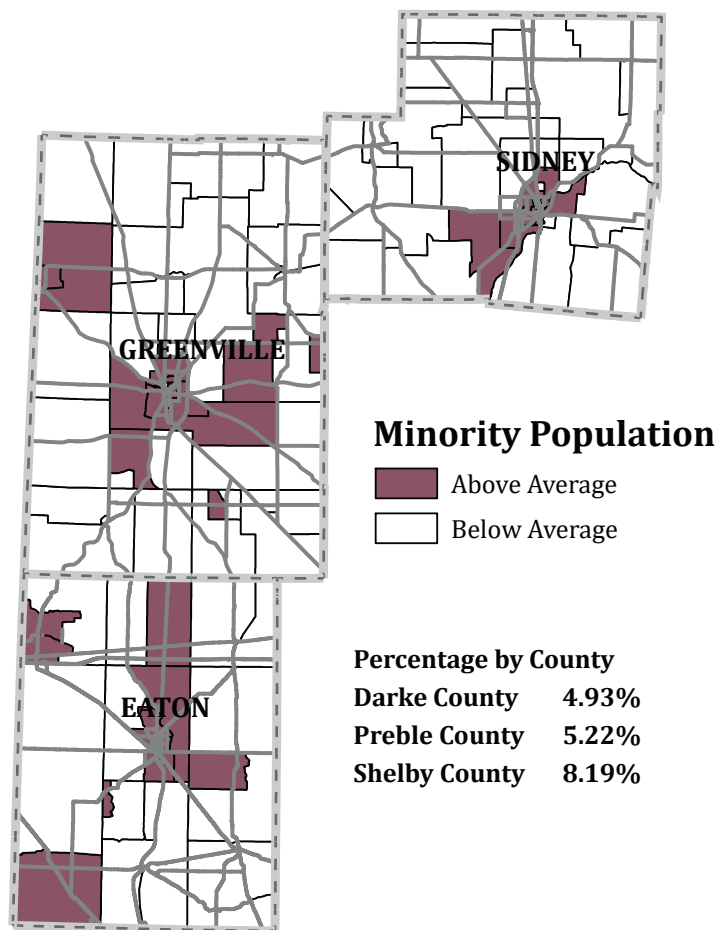 SIDNEY
GREENVILLE
Minority Population
Above Average
Below Average
Percentage by County
Darke County 4.93%
EATON
Preble County 5.22%
Shelby County 8.19%